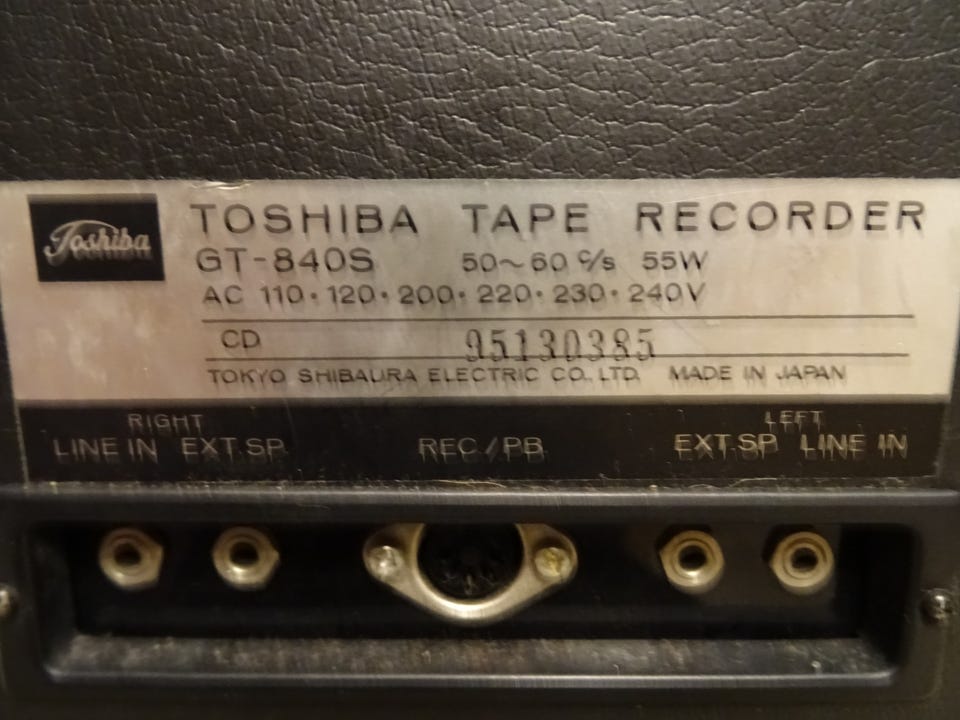 Toshiba
TOSHIBA TAPE RECORDER
GT-840S 50~60 c/s 55W
AC 110·120·200·220·230·240V
CD 95130385
TOKYO SHIBAURA ELECTRIC CO., LTD. MADE IN JAPAN
RIGHT LEFT
LINE IN EXT.SP REC/PB EXT.SP LINE IN